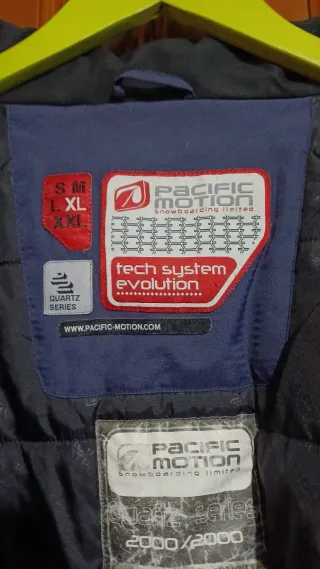 S M
L XL
XXL
PACIFIC
MOTION
Snowboarding limited
tech system
evolution
QUARTZ
SERIES
WWW.PACIFIC-MOTION.COM
PACIFIC
MOTION
Snowboarding limited
quartz series
2000/2000